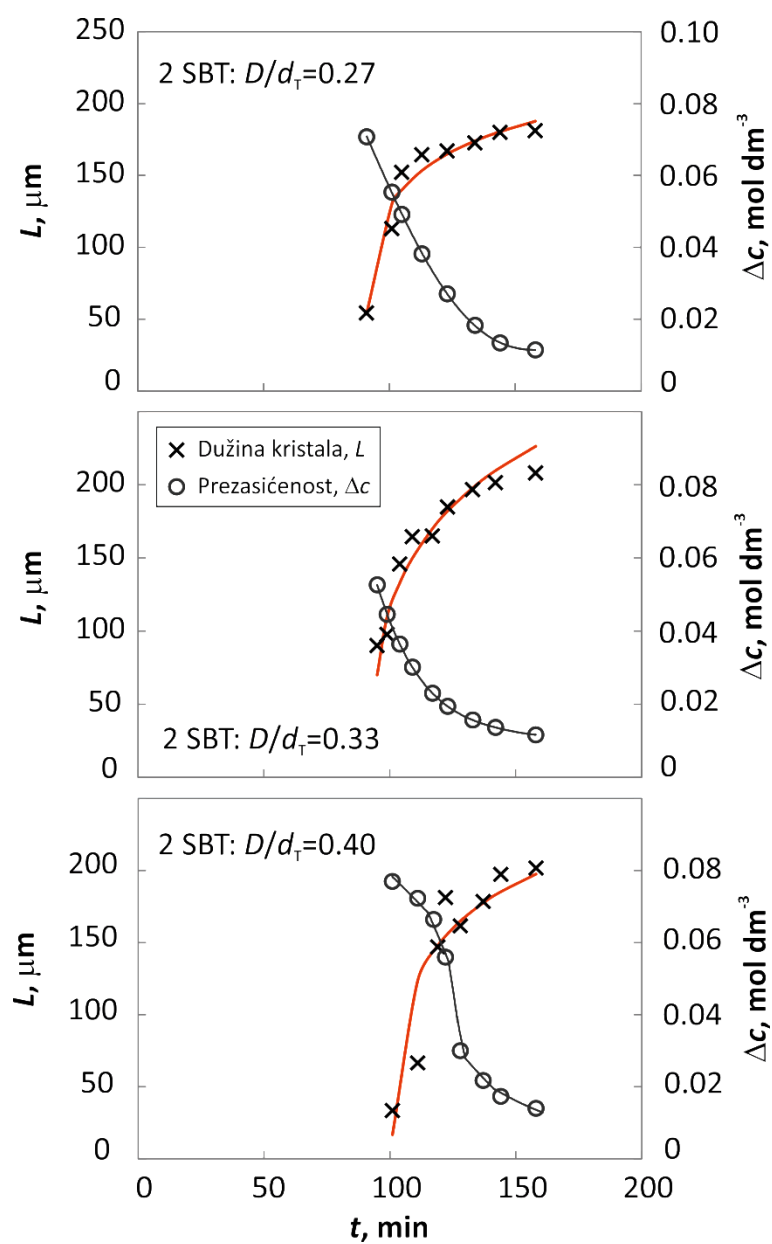 250
200
150
100
50
0
L, μm
2 SBT: D/dT=0.27
0.10
0.08
0.06
0.04
0.02
0
Δc, mol dm-3
200
150
100
50
0
L, μm
Dužina kristala, L
Prezasićenost, Δc
2 SBT: D/dT=0.33
0.08
0.06
0.04
0.02
0
Δc, mol dm-3
200
150
100
50
0
L, μm
2 SBT: D/dT=0.40
0.08
0.06
0.04
0.02
0
Δc, mol dm-3
0 50 100 150 200
t, min